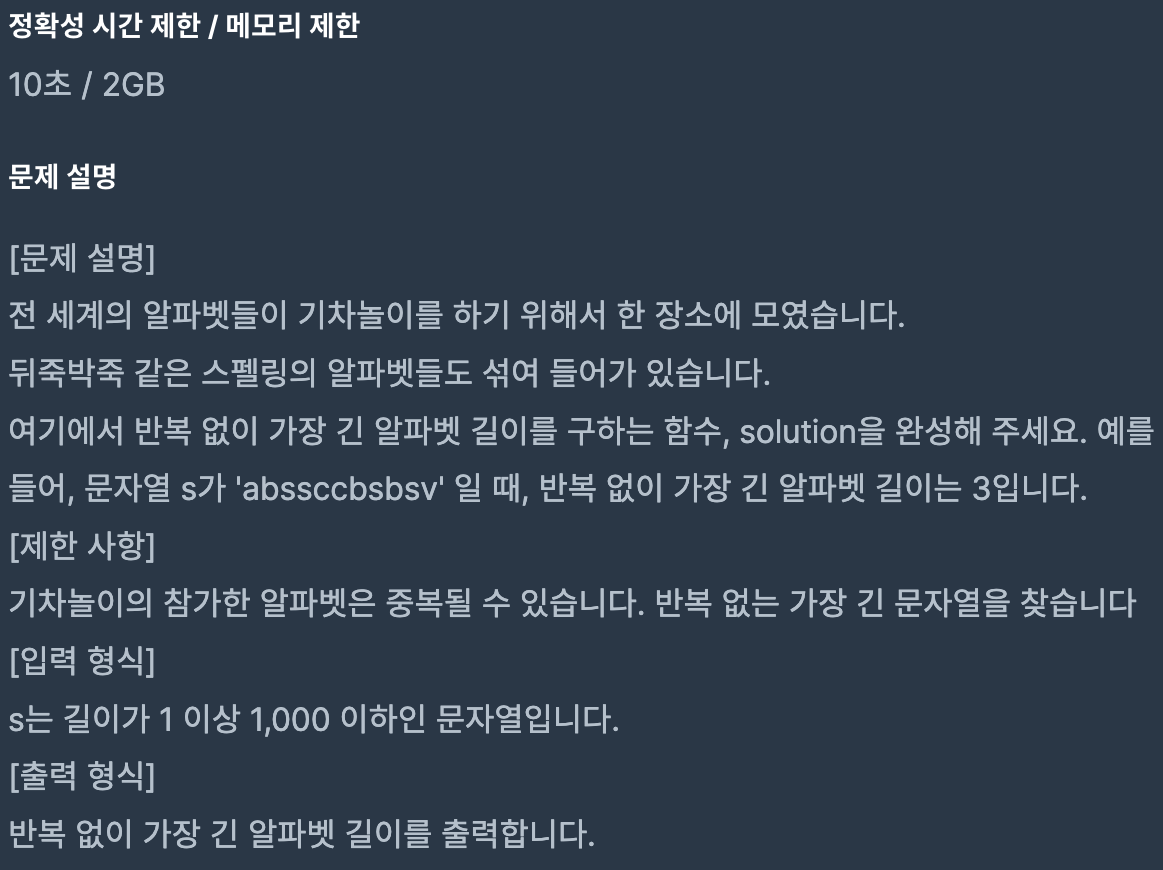 정확성 시간 제한 / 메모리 제한
10초 / 2GB
문제 설명
[문제 설명]
전 세계의 알파벳들이 기차놀이를 하기 위해서 한 장소에 모였습니다.
뒤죽박죽 같은 스펠링의 알파벳들도 섞여 들어가 있습니다.
여기에서 반복 없이 가장 긴 알파벳 길이를 구하는 함수, solution을 완성해 주세요. 예를
들어, 문자열 s가 'abssccbsbsv' 일 때, 반복 없이 가장 긴 알파벳 길이는 3입니다.
[제한 사항]
기차놀이의 참가한 알파벳은 중복될 수 있습니다. 반복 없는 가장 긴 문자열을 찾습니다
[입력 형식]
s는 길이가 1 이상 1,000 이하인 문자열입니다.
[출력 형식]
반복 없이 가장 긴 알파벳 길이를 출력합니다.